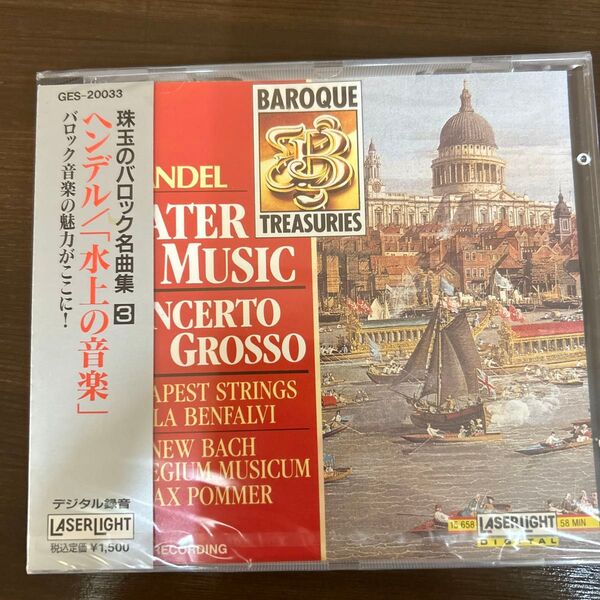 GES-20033
珠玉のバロック名曲集 3
ヘンデル/「水上の音楽」
バロック音楽の魅力がここに!
デジタル録音
LASERLIGHT
税込定価¥1,500
BAROQUE
B
TREASURIES
NDEL
ATER
MUSIC
NCERTO
GROSSO
APEST STRINGS
LA BENFALVI
NEW BACH
EGIUM MUSICUM
AX POMMER
RECORDING
15 658
LASERLIGHT
DIGITAL
58 MIN